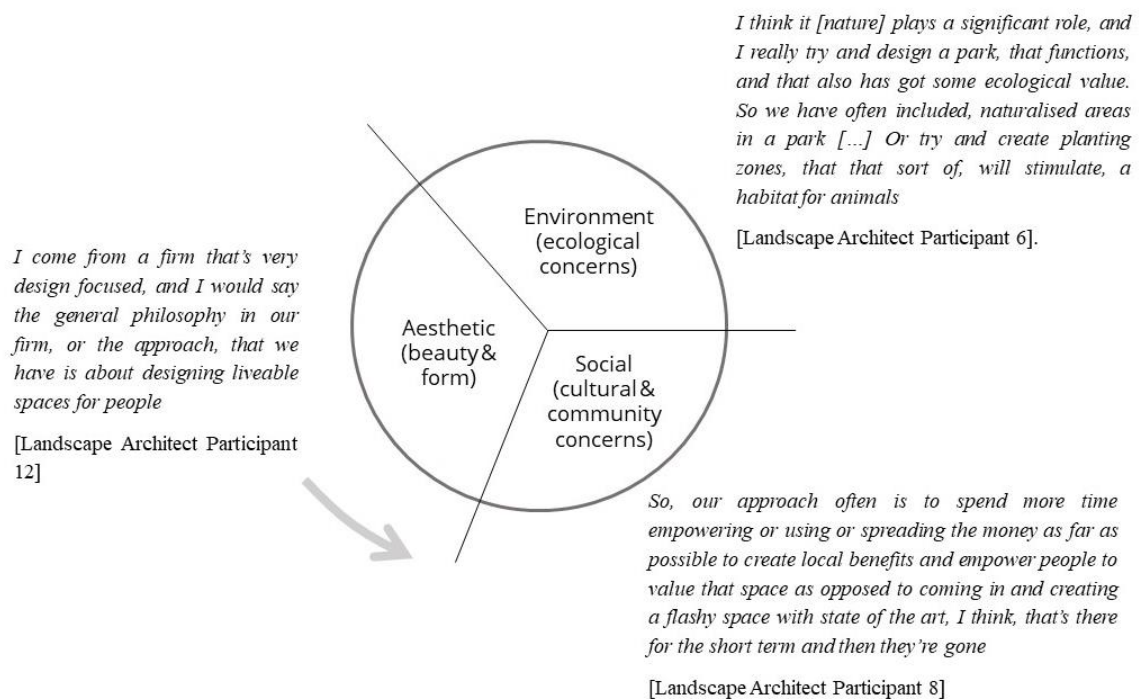 I think it [nature] plays a significant role, and
I really try and design a park, that functions,
and that also has got some ecological value.
So we have often included, naturalised areas
in a park [...] Or try and create planting
zones, that that sort of, will stimulate, a
habitat for animals
[Landscape Architect Participant 6].
Environment
(ecological
concerns)
I come from a firm that's very
design focused, and I would say
the general philosophy in our
firm, or the approach, that we
have is about designing liveable
spaces for people
[Landscape Architect Participant
12]
Aesthetic
(beauty &
form)
Social
(cultural &
community
concerns)
So, our approach often is to spend more time
empowering or using or spreading the money as far as
possible to create local benefits and empower people to
value that space as opposed to coming in and creating
a flashy space with state of the art, I think, that's there
for the short term and then they're gone
[Landscape Architect Participant 8]